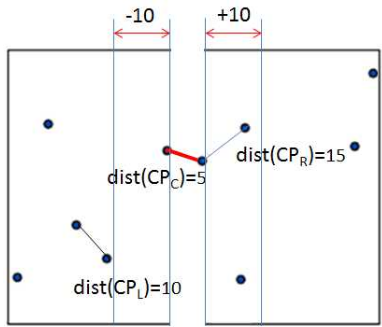 -10 +10
dist(CP_C)=5
dist(CP_R)=15
dist(CP_L)=10